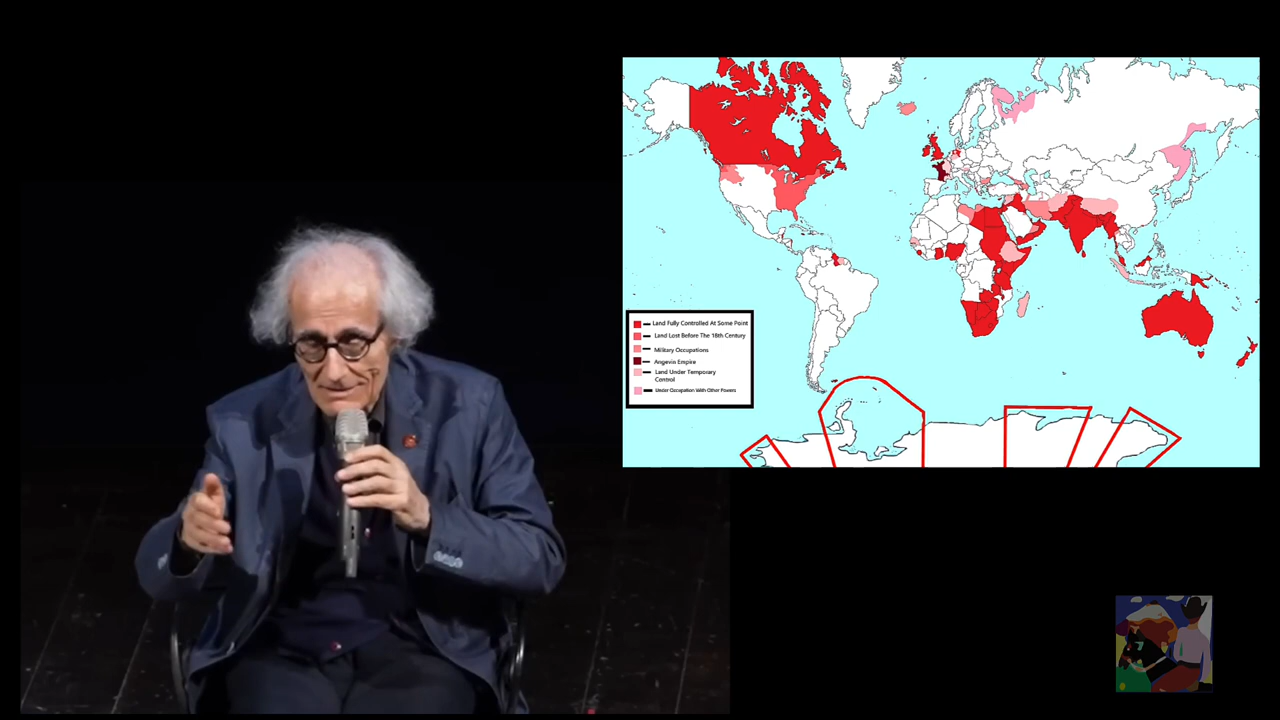 Land Fully Controlled At Some Point
Land Lost Before The 18th Century
Military Occupations
Angevin Empire
Land Under Temporary
Control
Under Occupation With Other Powers